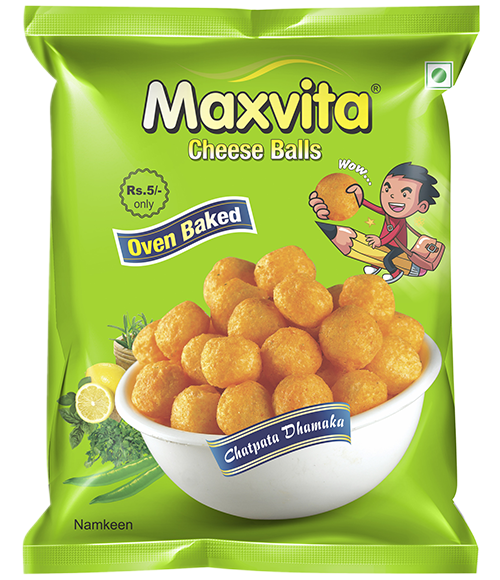 Maxvita®
Cheese Balls
WOW...
Rs.5/-
only
Oven Baked
Chatpata Dhamaka
Namkeen